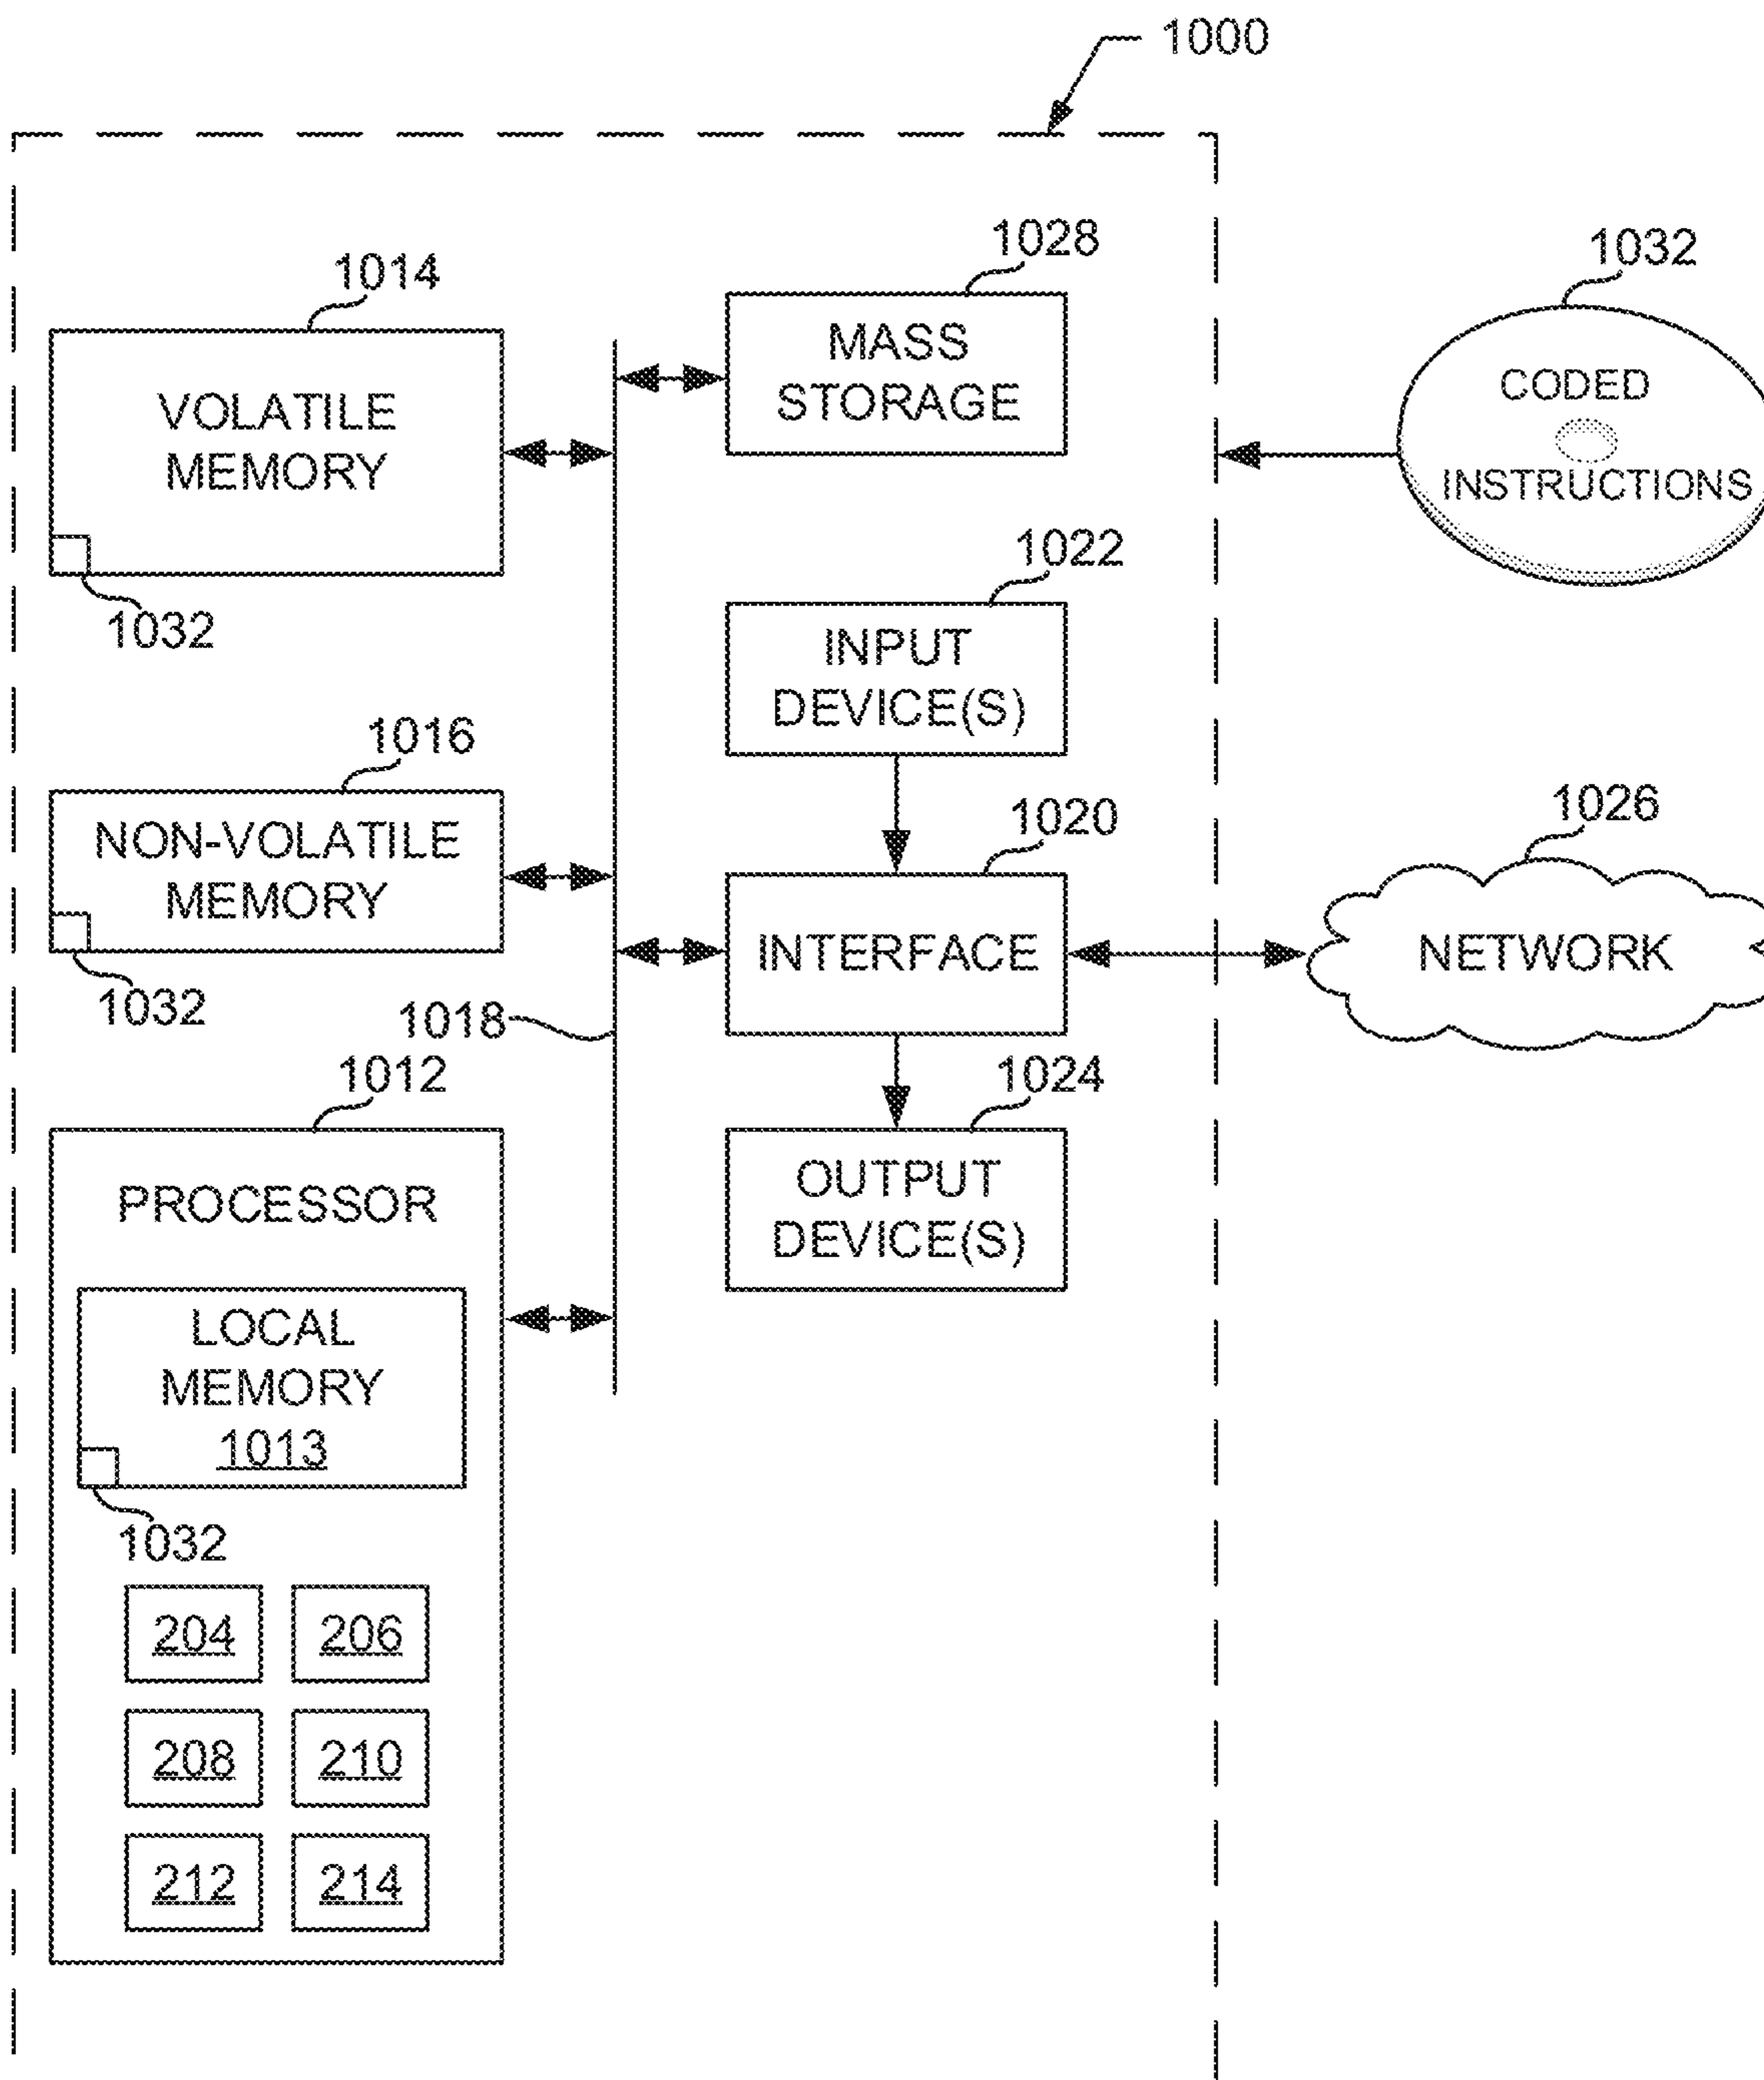 1000
1028
1032
1014
MASS
STORAGE
CODED
INSTRUCTIONS
VOLATILE
MEMORY
1032
1022
INPUT
DEVICE(S)
1016
NON-VOLATILE
MEMORY
1032
1020
INTERFACE
1026
NETWORK
1018
1012
1024
OUTPUT
DEVICE(S)
PROCESSOR
LOCAL
MEMORY
1013
1032
204
206
208
210
212
214